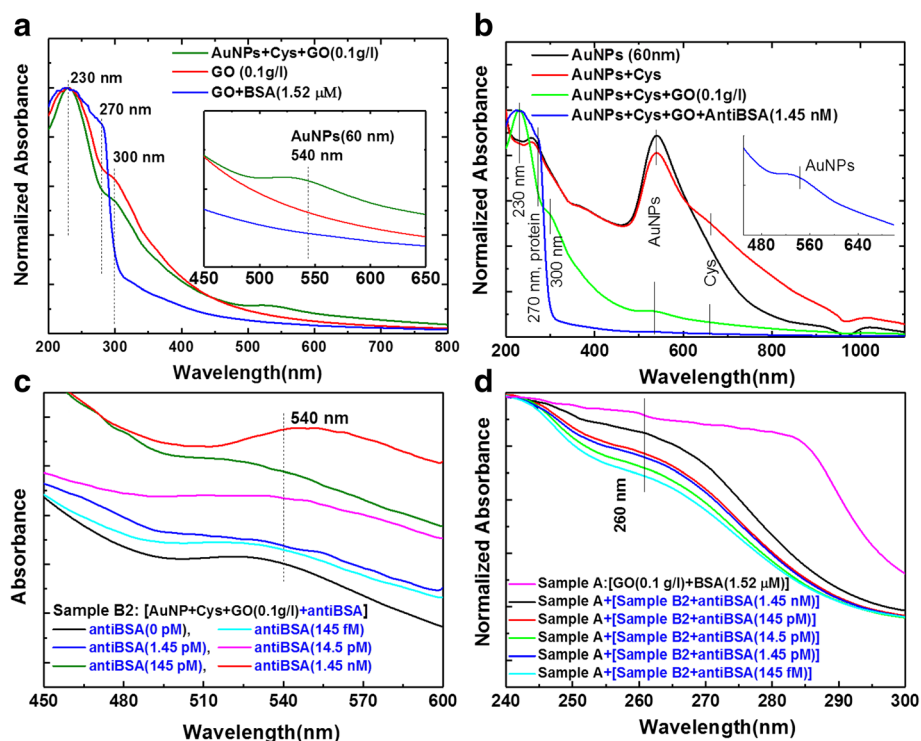 a
AuNPs+Cys+GO(0.1g/l)
GO (0.1g/l)
GO+BSA(1.52 μM)
230 nm
270 nm
300 nm
AuNPs(60 nm)
540 nm
450 500 550 600 650
Normalized Absorbance
200 300 400 500 600 700 800
Wavelength(nm)
b
AuNPs (60nm)
AuNPs+Cys
AuNPs+Cys+GO(0.1g/l)
AuNPs+Cys+GO+AntiBSA(1.45 nM)
230 nm
270 nm, protein
300 nm
AuNPs
Cys
AuNPs
480 560 640
Normalized Absorbance
200 400 600 800 1000
Wavelength(nm)
c
540 nm
Absorbance
Sample B2: [AuNP+Cys+GO(0.1g/l)+antiBSA]
antiBSA(0 pM), antiBSA(145 fM)
antiBSA(1.45 pM), antiBSA(14.5 pM)
antiBSA(145 pM), antiBSA(1.45 nM)
450 480 510 540 570 600
Wavelength(nm)
d
260 nm
Normalized Absorbance
Sample A:[GO(0.1 g/l)+BSA(1.52 μM)]
Sample A+[Sample B2+antiBSA(1.45 nM)]
Sample A+[Sample B2+antiBSA(145 pM)]
Sample A+[Sample B2+antiBSA(14.5 pM)]
Sample A+[Sample B2+antiBSA(1.45 pM)]
Sample A+[Sample B2+antiBSA(145 fM)]
240 250 260 270 280 290 300
Wavelength(nm)